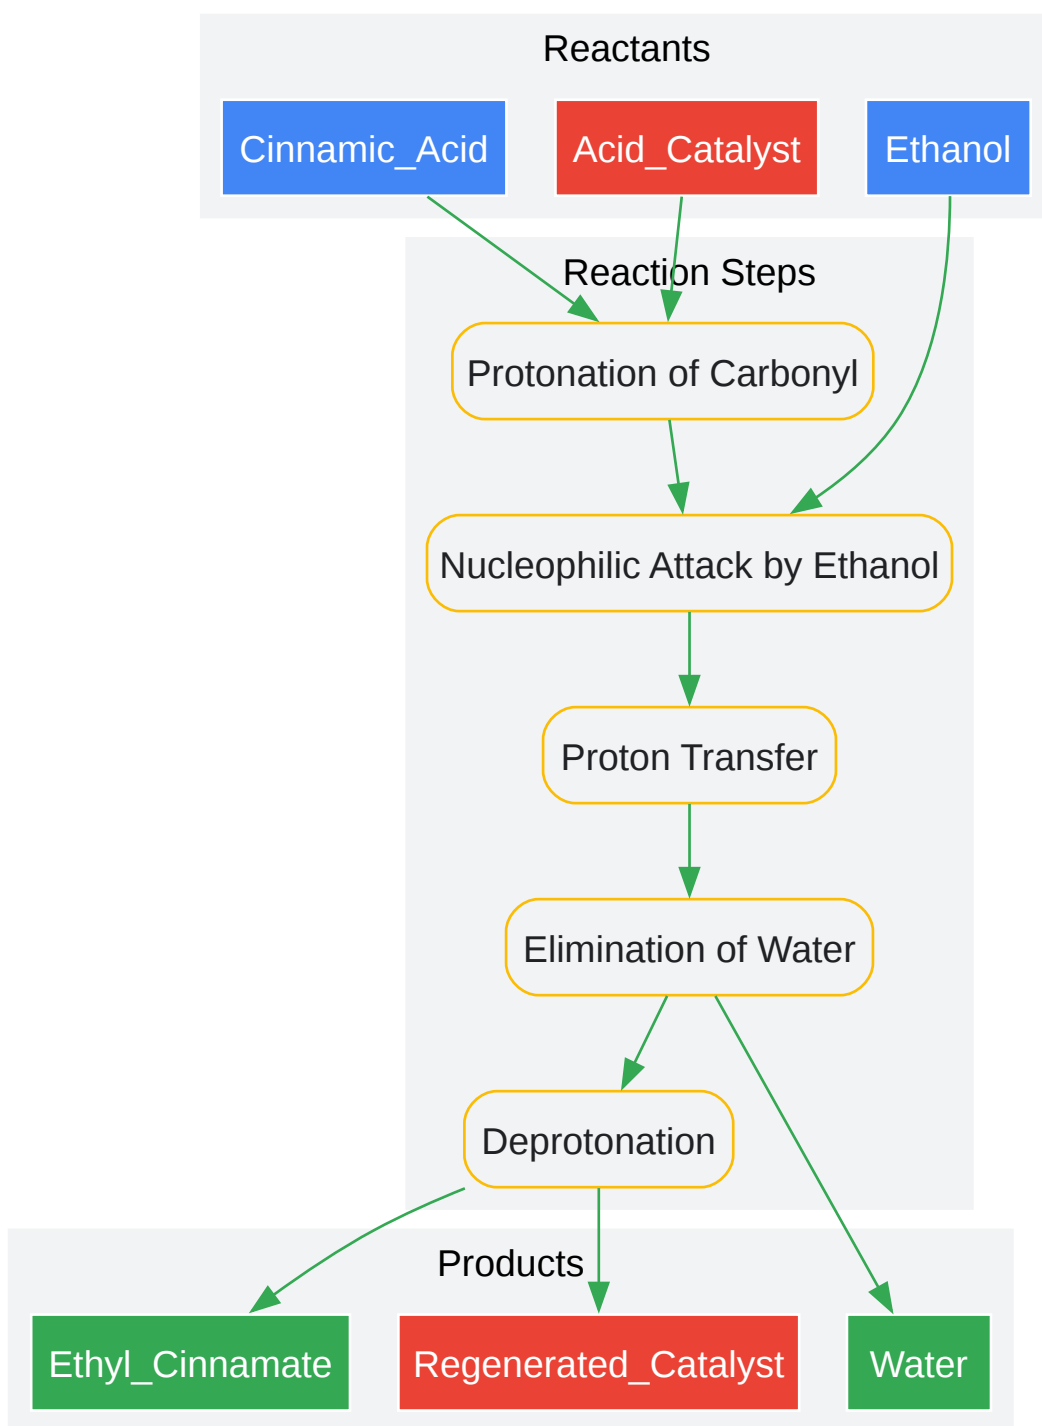 Reactants
Cinnamic_Acid
Acid_Catalyst
Ethanol
Reaction Steps
Protonation of Carbonyl
Nucleophilic Attack by Ethanol
Proton Transfer
Elimination of Water
Deprotonation
Products
Ethyl_Cinnamate
Regenerated_Catalyst
Water